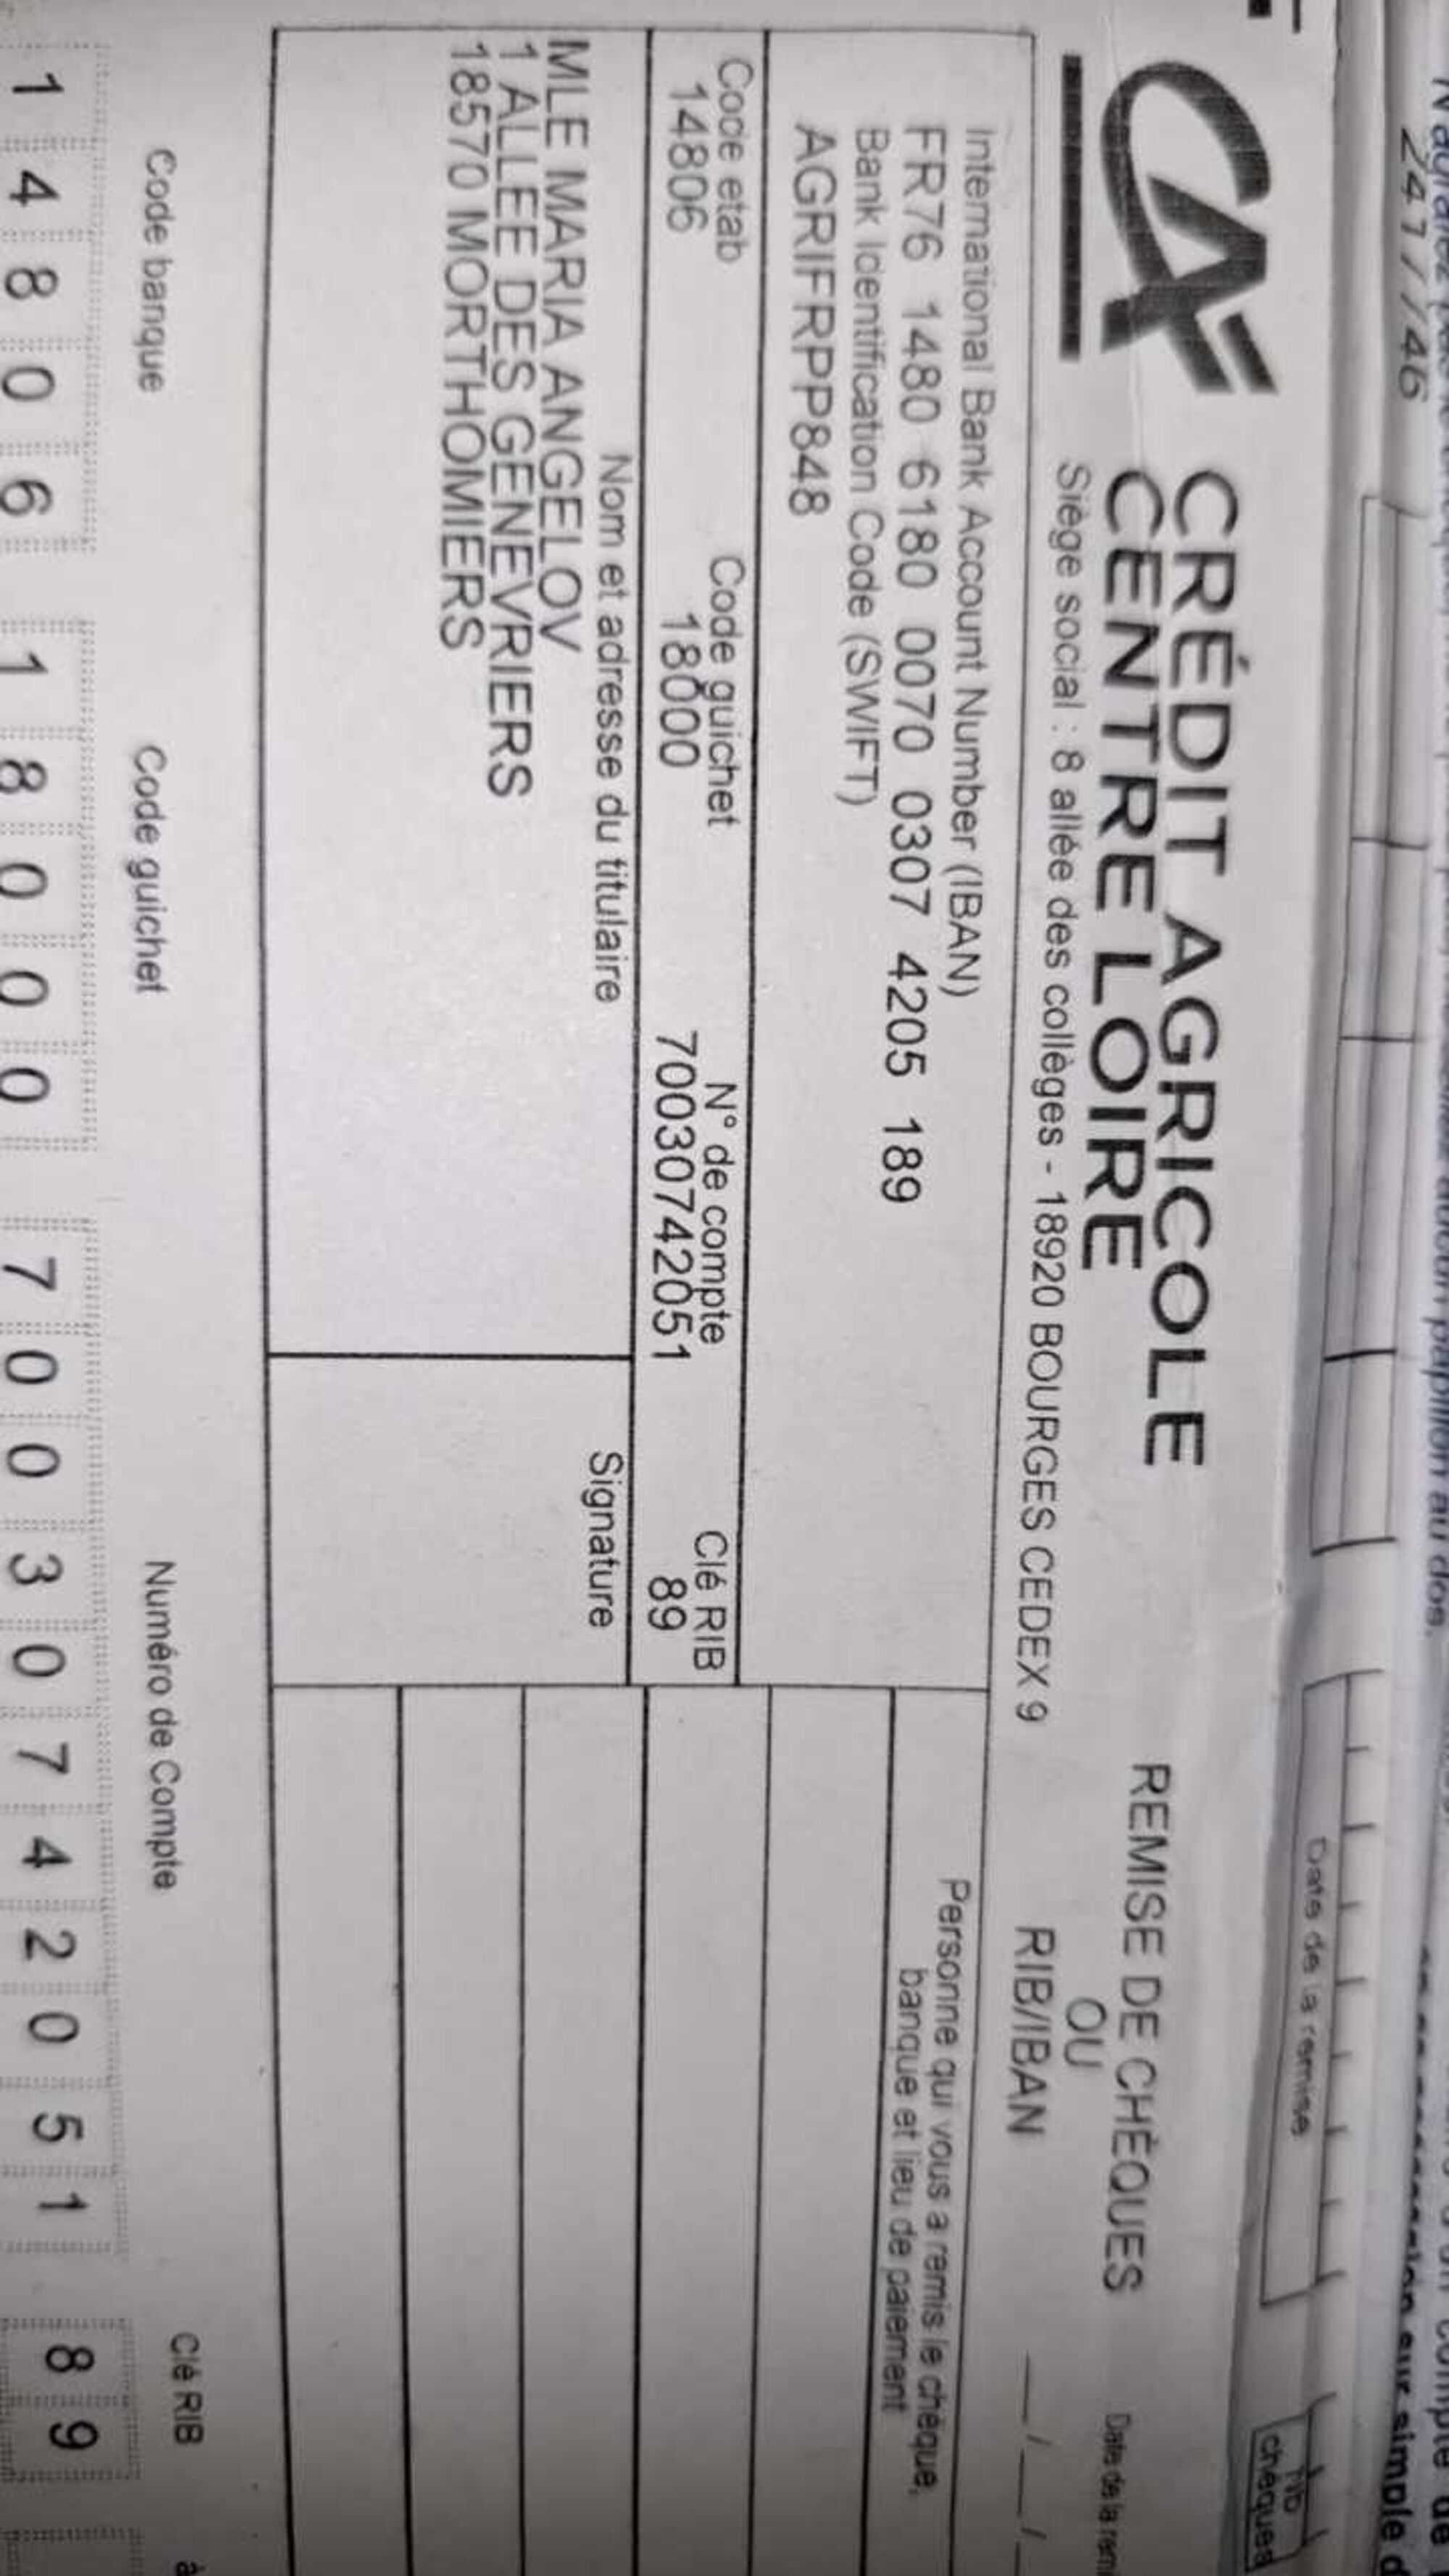 24177746
Date de la remise
Nb
chèques
CRÉDIT AGRICOLE
CENTRE LOIRE
Siège social : 8 allée des collèges - 18920 BOURGES CEDEX 9
REMISE DE CHÈQUES
OU
RIB/IBAN
__/__/_
International Bank Account Number (IBAN)
FR76 1480 6180 0070 0307 4205 189
Bank Identification Code (SWIFT)
AGRIFRPP848
Personne qui vous a remis le chèque,
banque et lieu de paiement
Code etab Code guichet N° de compte Clé RIB
14806 18000 70030742051 89
Nom et adresse du titulaire Signature
MLE MARIA ANGELOV
1 ALLEE DES GENEVRIERS
18570 MORTHOMIERS
Code banque Code guichet Numéro de Compte Clé RIB
1 4 8 0 6 1 8 0 0 0 7 0 0 3 0 7 4 2 0 5 1 8 9